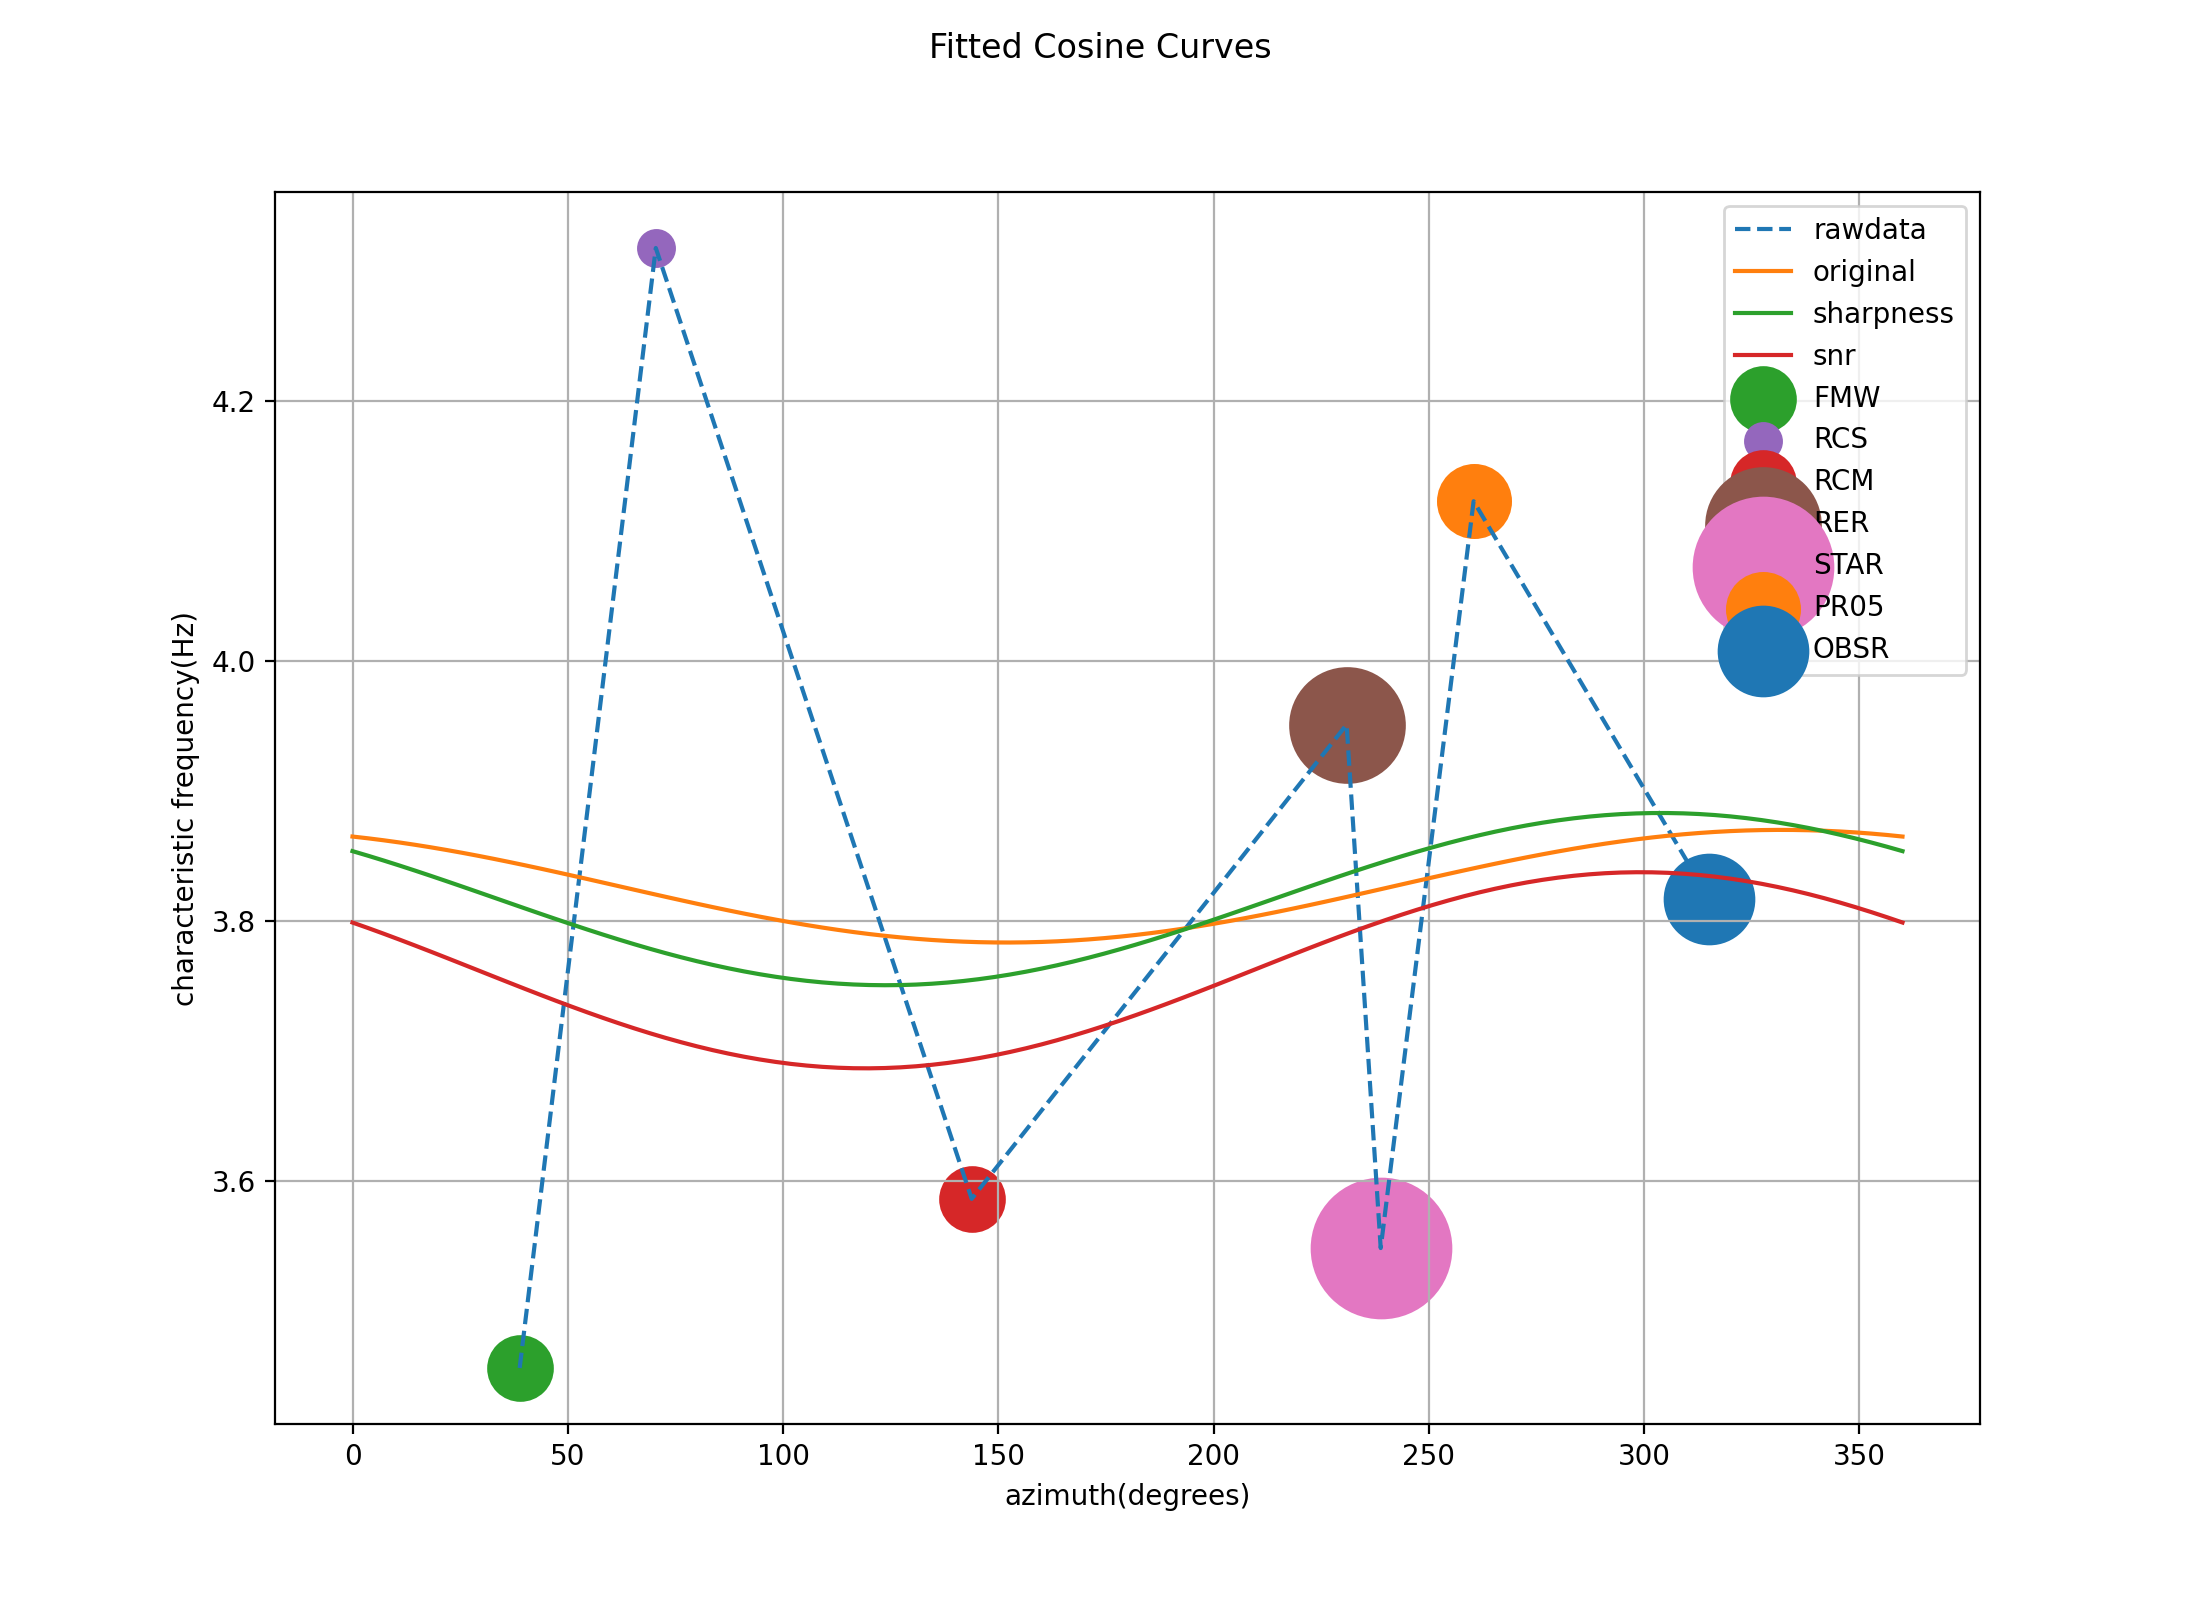 Fitted Cosine Curves
characteristic frequency(Hz)
4.2
4.0
3.8
3.6
rawdata
original
sharpness
snr
FMW
RCS
RCM
RER
STAR
PR05
OBSR
0 50 100 150 200 250 300 350
azimuth(degrees)